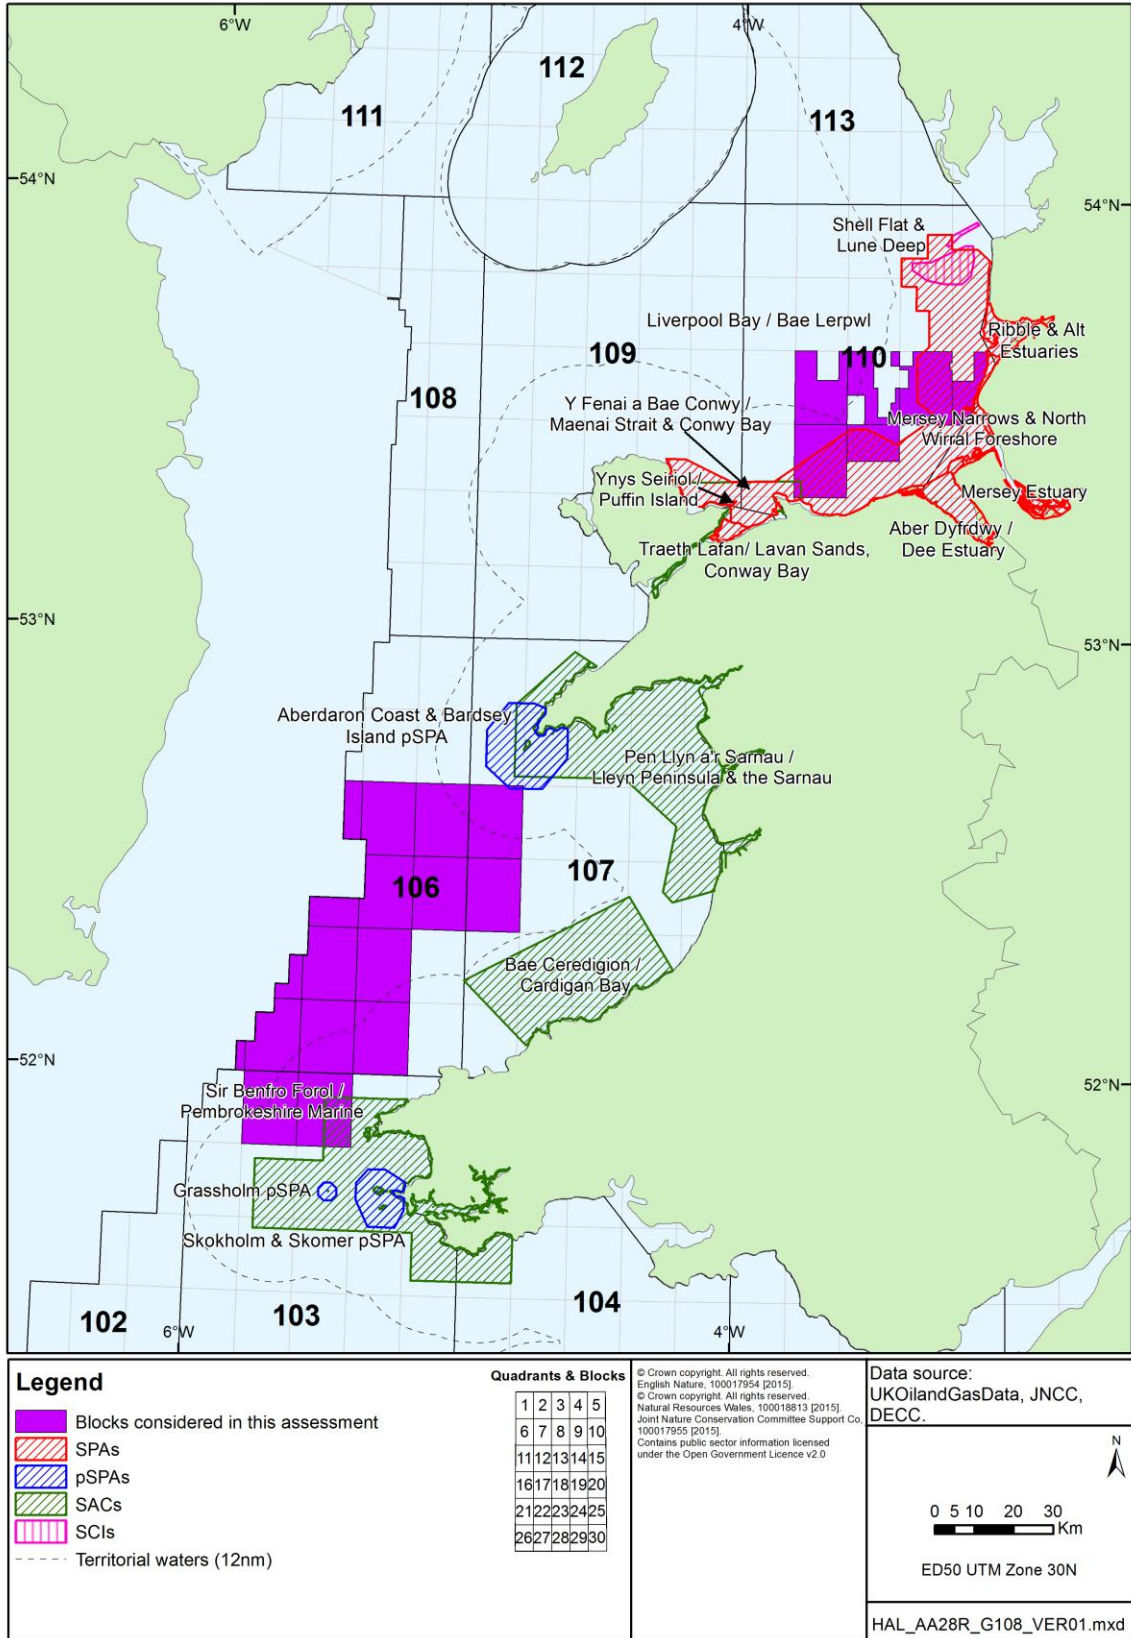 6°W
4°W
112
111
113
54°N
54°N
Shell Flat &
Lune Deep
Liverpool Bay / Bae Lerpwl
Ribble & Alt
Estuaries
109
110
108
Y Fenai a Bae Conwy /
Maenai Strait & Conwy Bay
Mersey Narrows & North
Wirral Foreshore
Ynys Seiriol /
Puffin Island
Mersey Estuary
Aber Dyfrdwy /
Dee Estuary
Traeth Lafan/ Lavan Sands,
Conway Bay
53°N
53°N
Aberdaron Coast & Bardsey
Island pSPA
Pen Llyn a'r Sarnau /
Lleyn Peninsula & the Sarnau
107
106
Bae Ceredigion /
Cardigan Bay
52°N
52°N
Sir Benfro Forol /
Pembrokeshire Marine
Grassholm pSPA
Skokholm & Skomer pSPA
104
103
102
6°W
4°W
Legend
Blocks considered in this assessment
SPAs
pSPAs
SACs
SCIs
Territorial waters (12nm)
Quadrants & Blocks
1 2 3 4 5
6 7 8 9 10
11 12 13 14 15
16 17 18 19 20
21 22 23 24 25
26 27 28 29 30
© Crown copyright. All rights reserved.
English Nature, 100017954 [2015].
© Crown copyright. All rights reserved.
Natural Resources Wales, 100018813 [2015].
Joint Nature Conservation Committee Support Co,
100017955 [2015].
Contains public sector information licensed
under the Open Government Licence v2.0
Data source:
UKOilandGasData, JNCC,
DECC.
N
0 5 10 20 30
Km
ED50 UTM Zone 30N
HAL_AA28R_G108_VER01.mxd